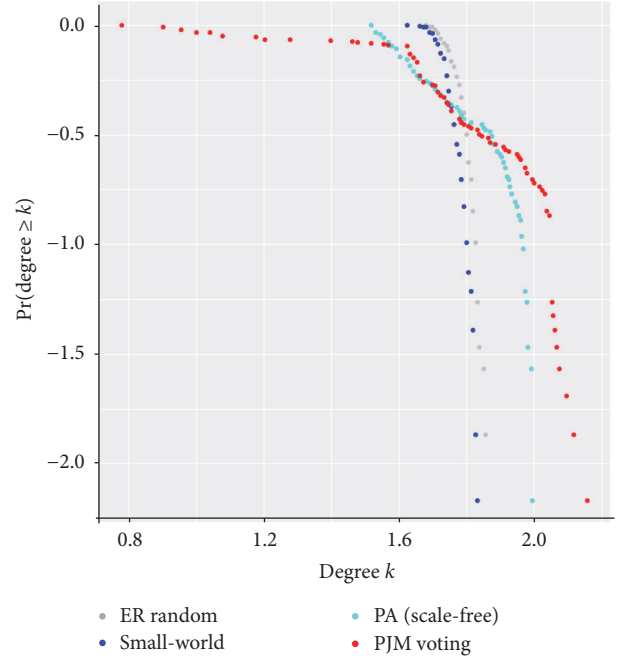 Pr(degree ≥ k)
0.0
−0.5
−1.0
−1.5
−2.0
0.8
1.2
1.6
2.0
Degree k
ER random
PA (scale-free)
Small-world
PJM voting